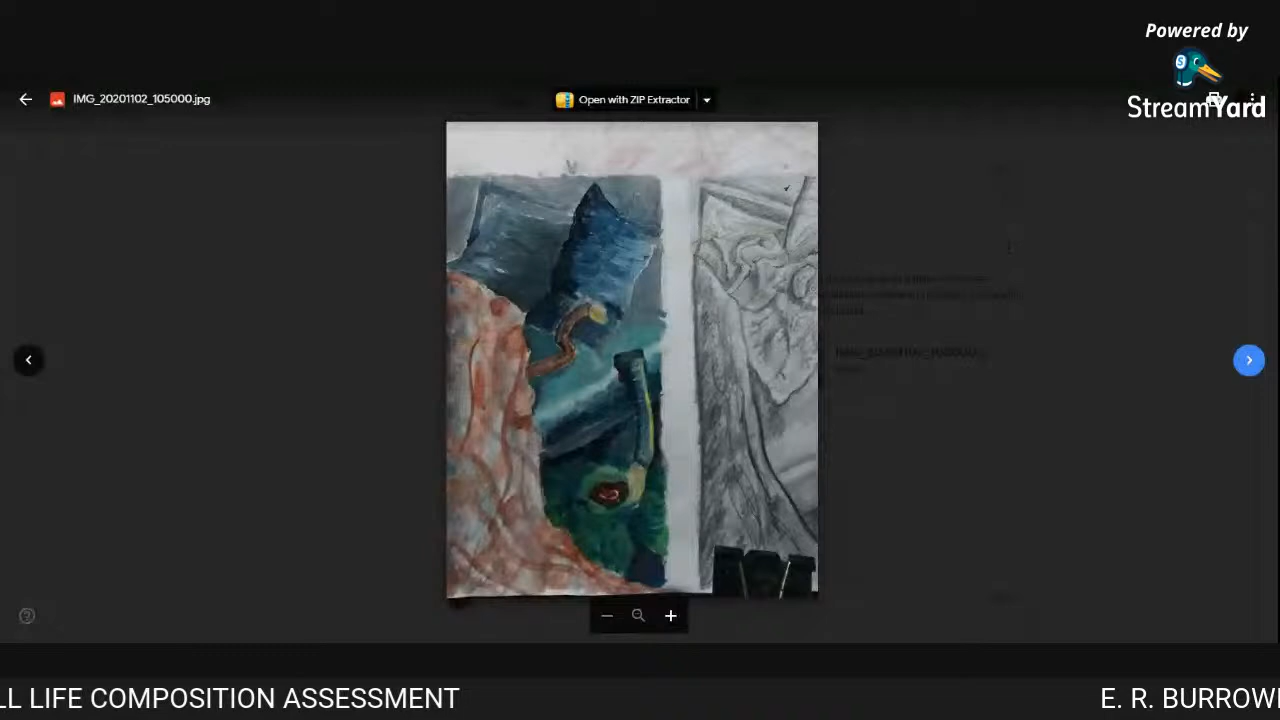 Powered by
StreamYard
IMG_20201102_105000.jpg
Open with ZIP Extractor
LL LIFE COMPOSITION ASSESSMENT
E. R. BURROW